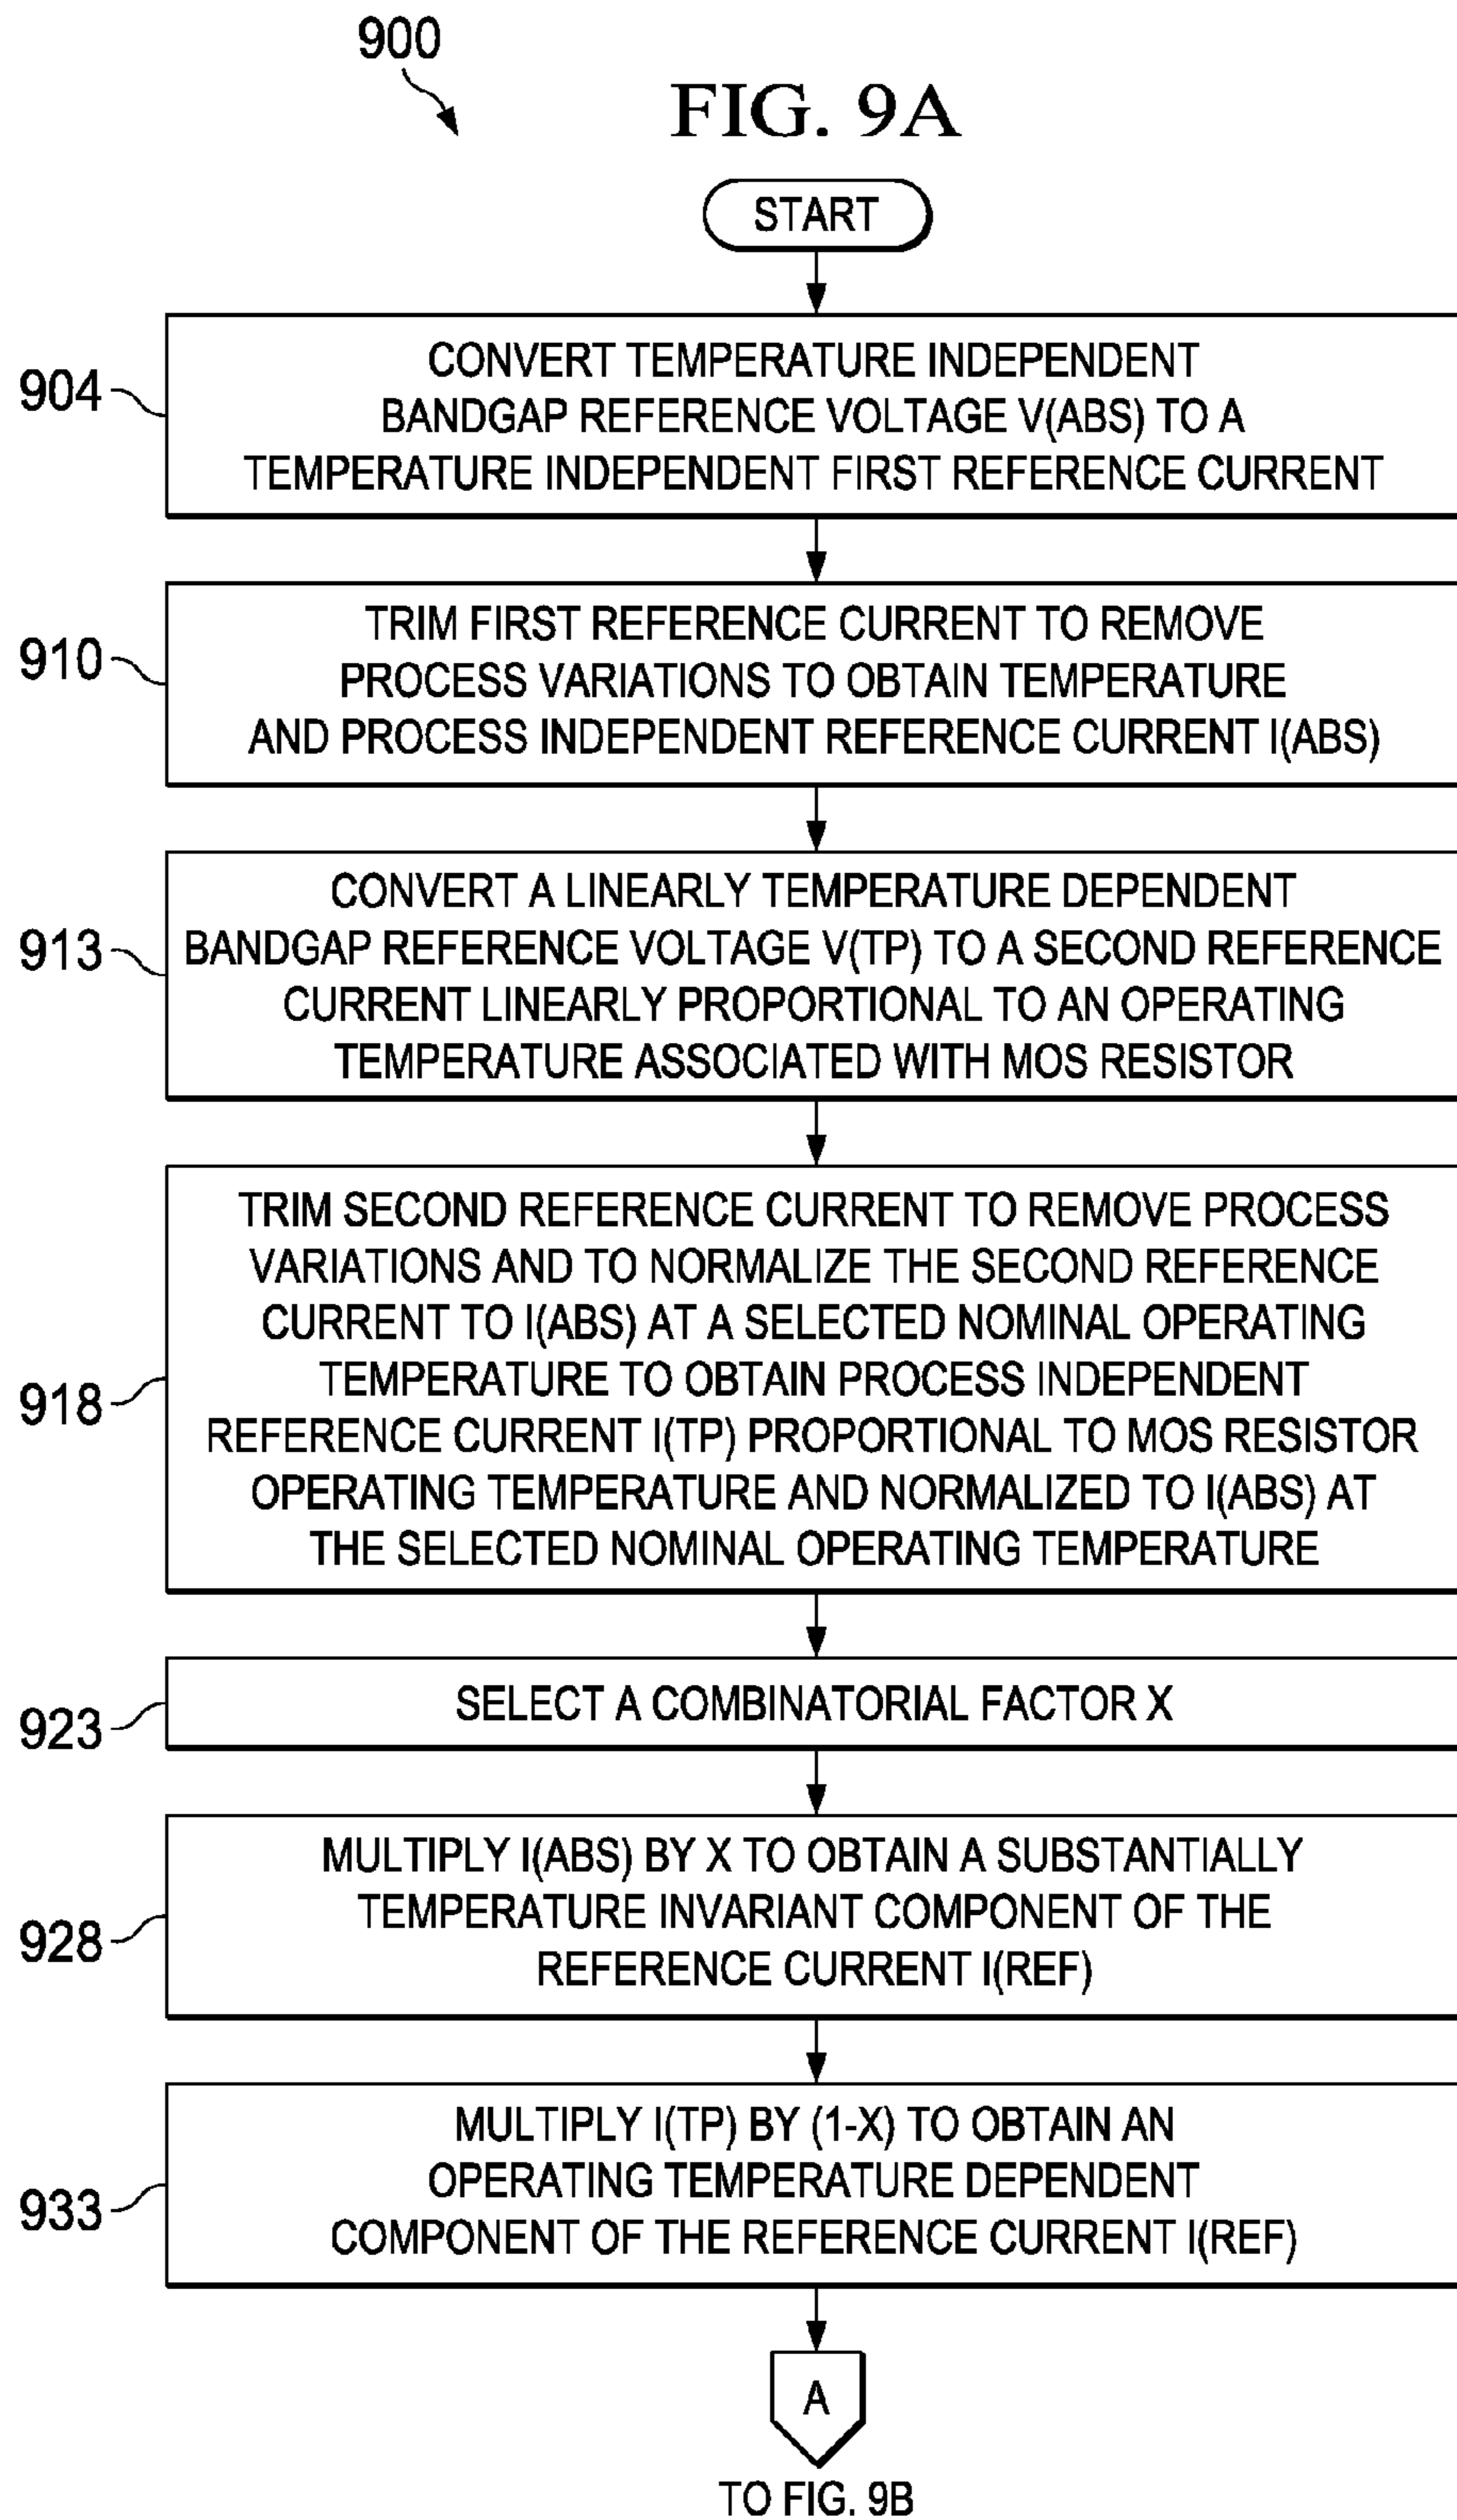 900
FIG. 9A
START
904
CONVERT TEMPERATURE INDEPENDENT
BANDGAP REFERENCE VOLTAGE V(ABS) TO A
TEMPERATURE INDEPENDENT FIRST REFERENCE CURRENT
910
TRIM FIRST REFERENCE CURRENT TO REMOVE
PROCESS VARIATIONS TO OBTAIN TEMPERATURE
AND PROCESS INDEPENDENT REFERENCE CURRENT I(ABS)
913
CONVERT A LINEARLY TEMPERATURE DEPENDENT
BANDGAP REFERENCE VOLTAGE V(TP) TO A SECOND REFERENCE
CURRENT LINEARLY PROPORTIONAL TO AN OPERATING
TEMPERATURE ASSOCIATED WITH MOS RESISTOR
918
TRIM SECOND REFERENCE CURRENT TO REMOVE PROCESS
VARIATIONS AND TO NORMALIZE THE SECOND REFERENCE
CURRENT TO I(ABS) AT A SELECTED NOMINAL OPERATING
TEMPERATURE TO OBTAIN PROCESS INDEPENDENT
REFERENCE CURRENT I(TP) PROPORTIONAL TO MOS RESISTOR
OPERATING TEMPERATURE AND NORMALIZED TO I(ABS) AT
THE SELECTED NOMINAL OPERATING TEMPERATURE
923
SELECT A COMBINATORIAL FACTOR X
928
MULTIPLY I(ABS) BY X TO OBTAIN A SUBSTANTIALLY
TEMPERATURE INVARIANT COMPONENT OF THE
REFERENCE CURRENT I(REF)
933
MULTIPLY I(TP) BY (1-X) TO OBTAIN AN
OPERATING TEMPERATURE DEPENDENT
COMPONENT OF THE REFERENCE CURRENT I(REF)
A
TO FIG. 9B